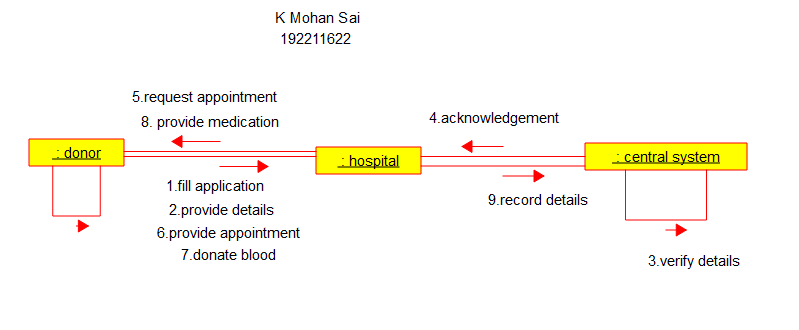 K Mohan Sai
192211622
5.request appointment
8. provide medication
4.acknowledgement
: donor
: hospital
: central system
1.fill application
2.provide details
6.provide appointment
7.donate blood
9.record details
3.verify details